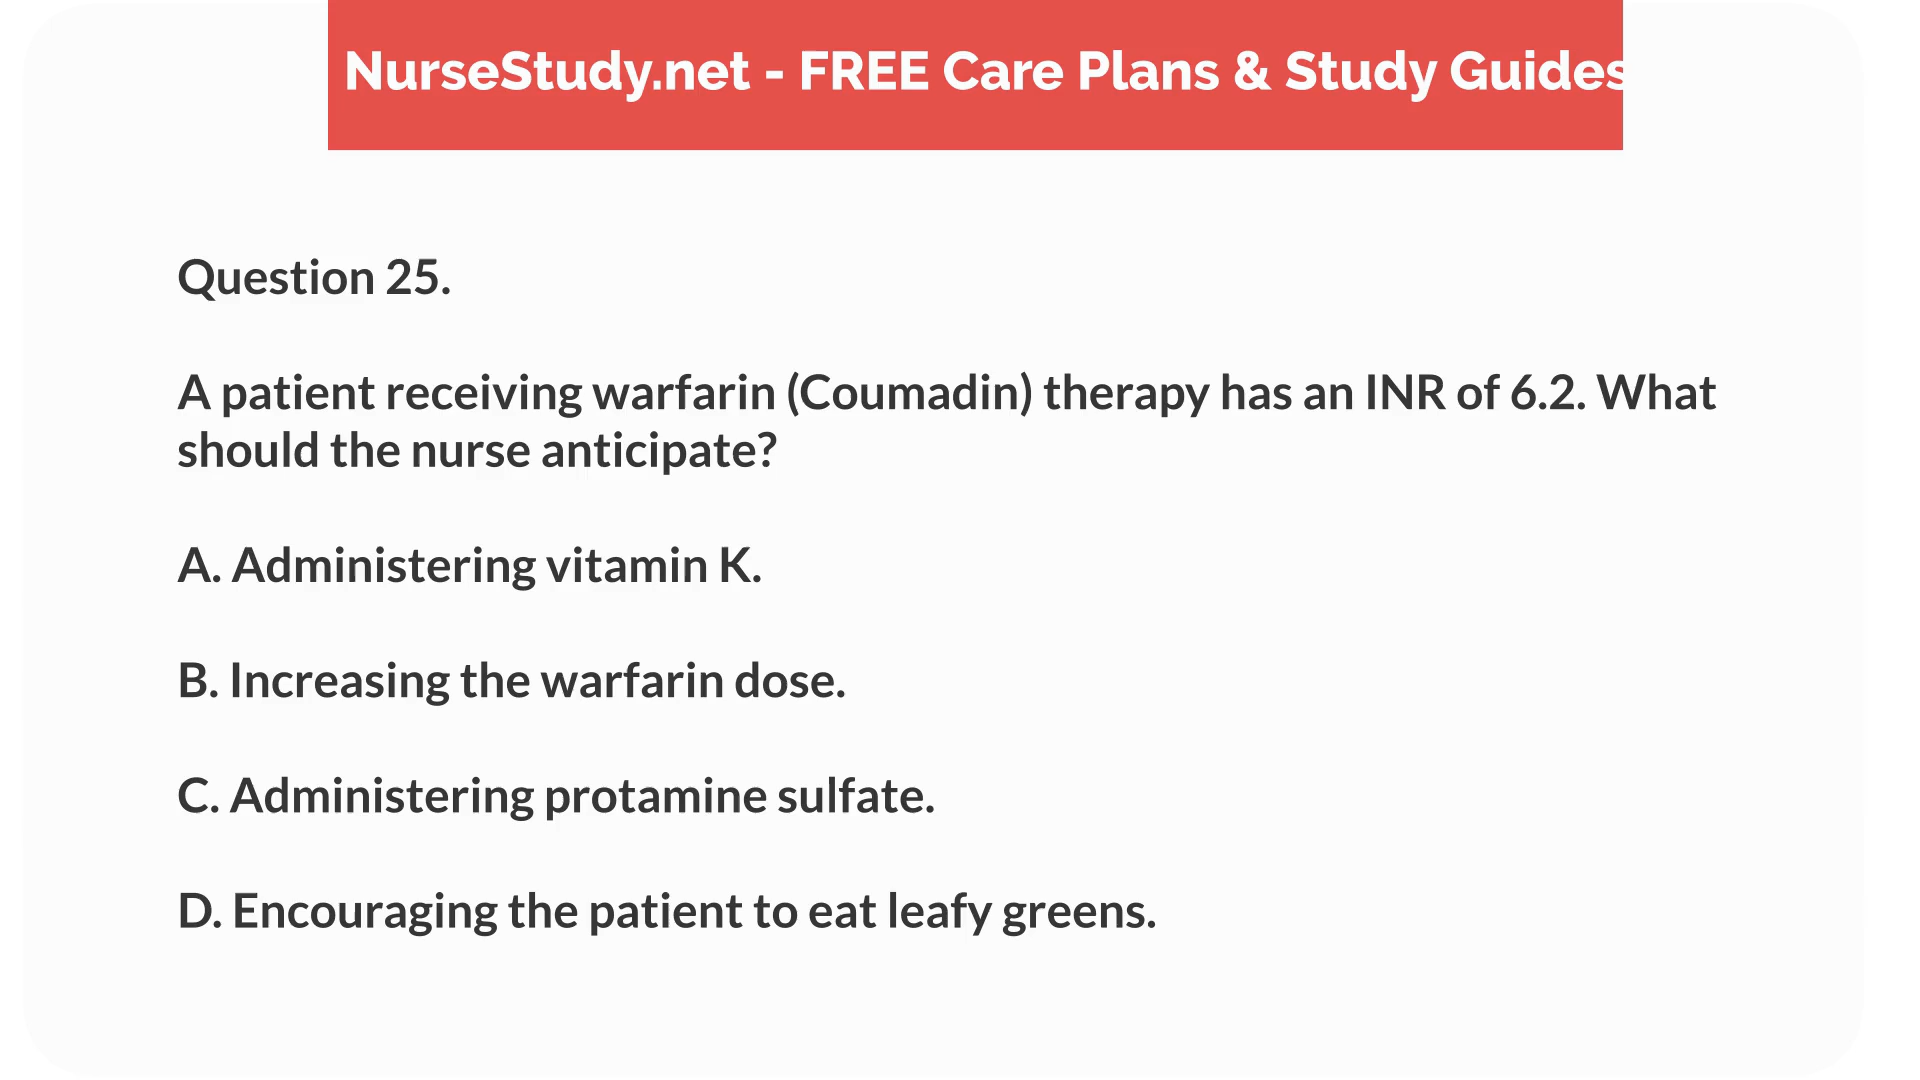 NurseStudy.net - FREE Care Plans & Study Guides
Question 25.
A patient receiving warfarin (Coumadin) therapy has an INR of 6.2. What
should the nurse anticipate?
A. Administering vitamin K.
B. Increasing the warfarin dose.
C. Administering protamine sulfate.
D. Encouraging the patient to eat leafy greens.